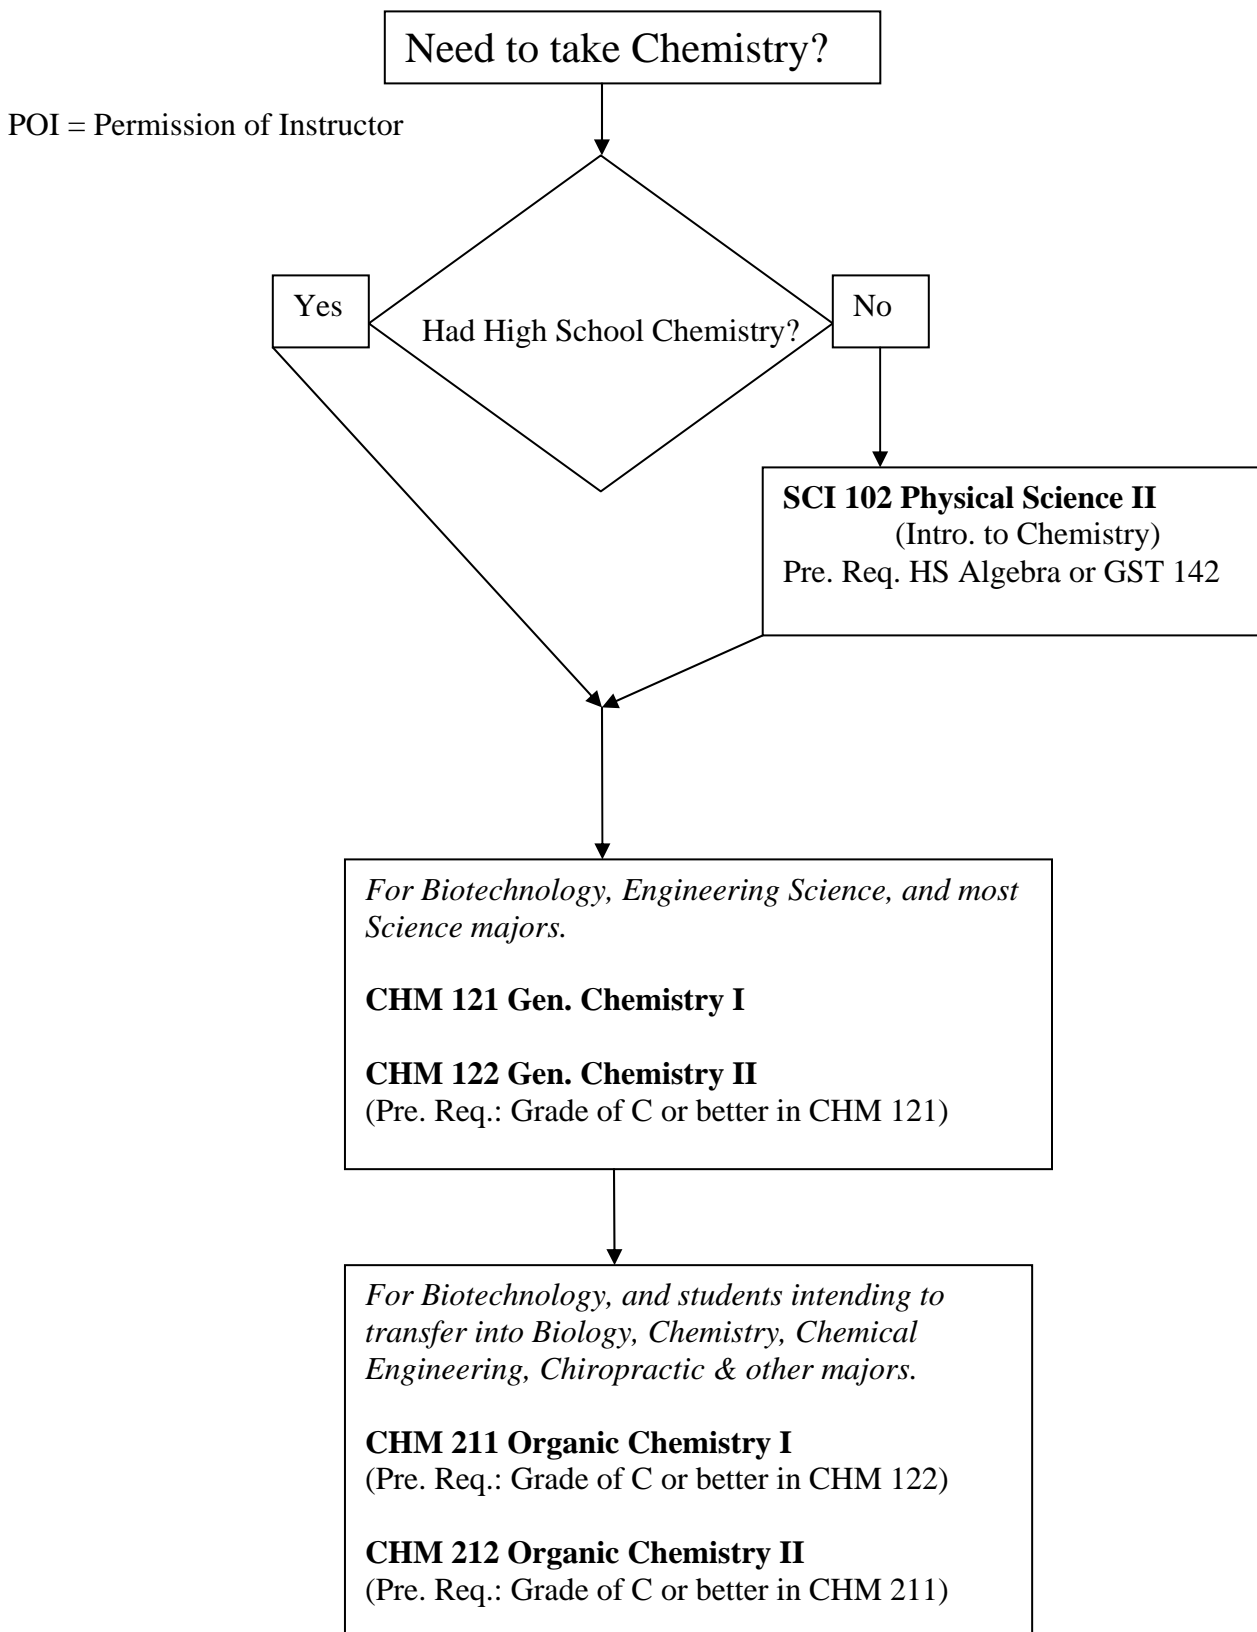 Need to take Chemistry?
POI = Permission of Instructor
Yes
No
Had High School Chemistry?
SCI 102 Physical Science II
(Intro. to Chemistry)
Pre. Req. HS Algebra or GST 142
For Biotechnology, Engineering Science, and most
Science majors.
CHM 121 Gen. Chemistry I
CHM 122 Gen. Chemistry II
(Pre. Req.: Grade of C or better in CHM 121)
For Biotechnology, and students intending to
transfer into Biology, Chemistry, Chemical
Engineering, Chiropractic & other majors.
CHM 211 Organic Chemistry I
(Pre. Req.: Grade of C or better in CHM 122)
CHM 212 Organic Chemistry II
(Pre. Req.: Grade of C or better in CHM 211)